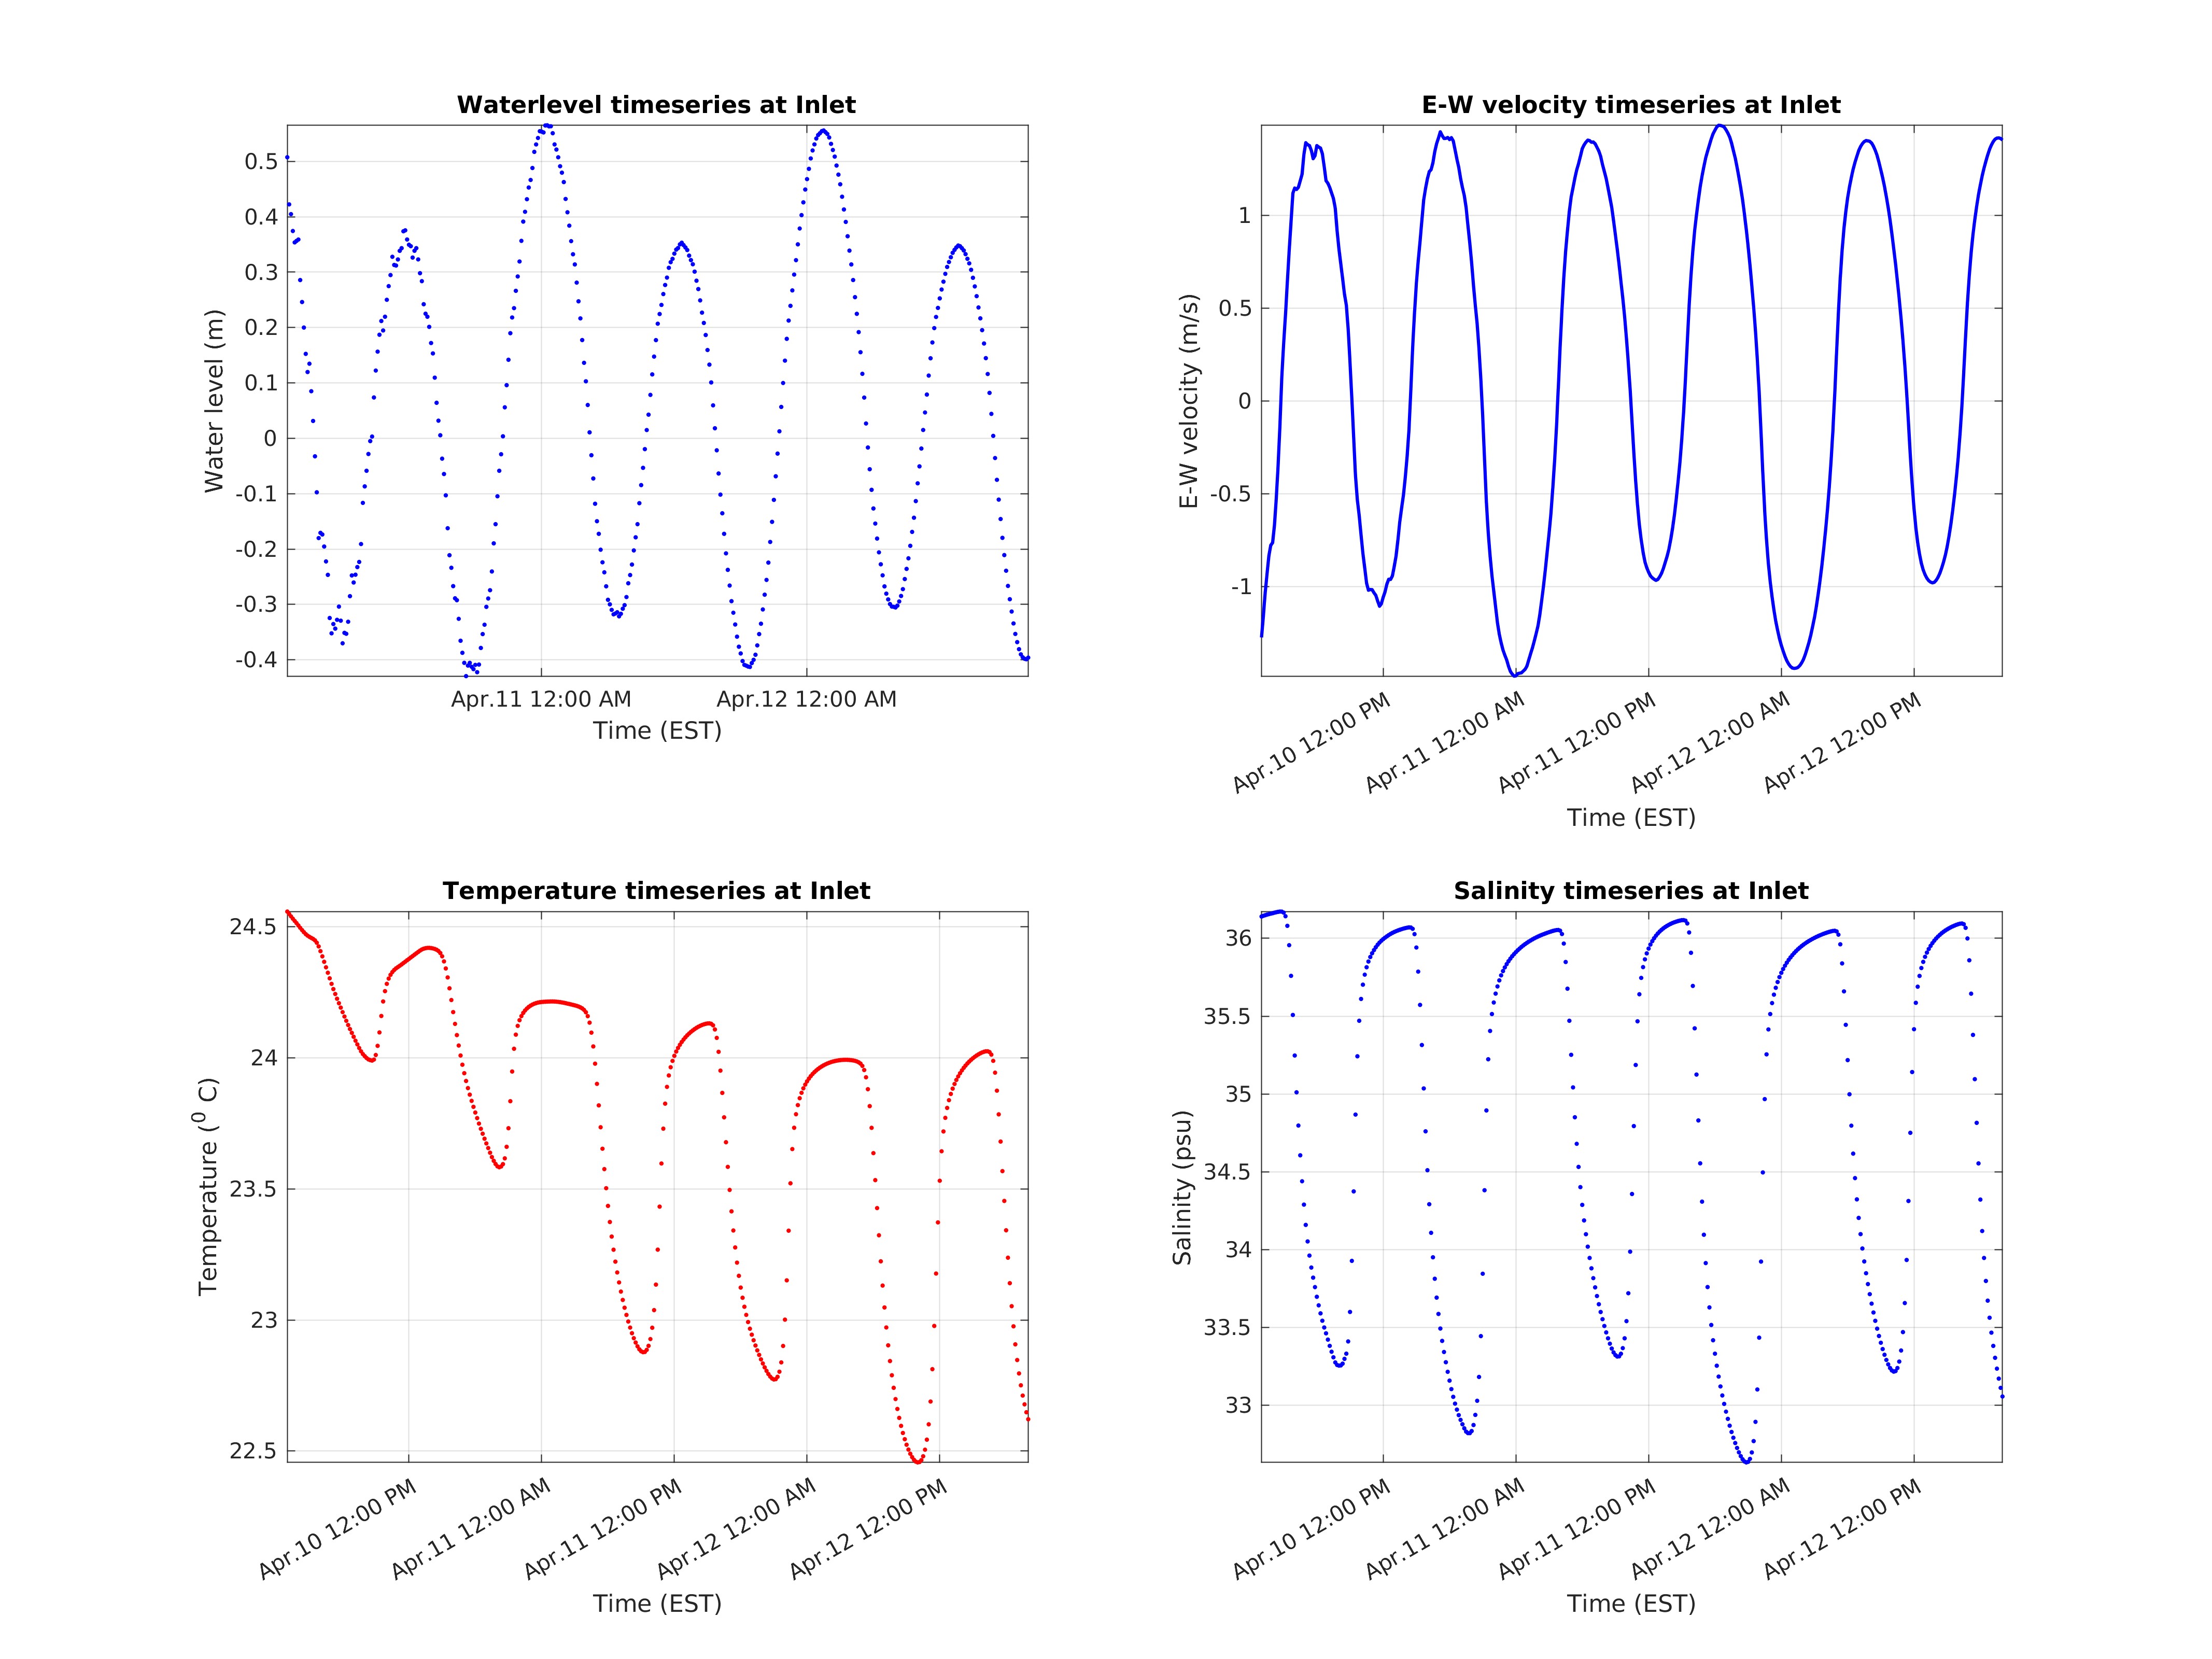 Waterlevel timeseries at Inlet
0.5
0.4
0.3
0.2
0.1
0
-0.1
-0.2
-0.3
-0.4
Water level (m)
Apr.11 12:00 AM
Apr.12 12:00 AM
Time (EST)
E-W velocity timeseries at Inlet
1
0.5
0
-0.5
-1
E-W velocity (m/s)
Apr.10 12:00 PM
Apr.11 12:00 AM
Apr.11 12:00 PM
Apr.12 12:00 AM
Apr.12 12:00 PM
Time (EST)
Temperature timeseries at Inlet
24.5
24
23.5
23
22.5
Temperature (⁰ C)
Apr.10 12:00 PM
Apr.11 12:00 AM
Apr.11 12:00 PM
Apr.12 12:00 AM
Apr.12 12:00 PM
Time (EST)
Salinity timeseries at Inlet
36
35.5
35
34.5
34
33.5
33
Salinity (psu)
Apr.10 12:00 PM
Apr.11 12:00 AM
Apr.11 12:00 PM
Apr.12 12:00 AM
Apr.12 12:00 PM
Time (EST)